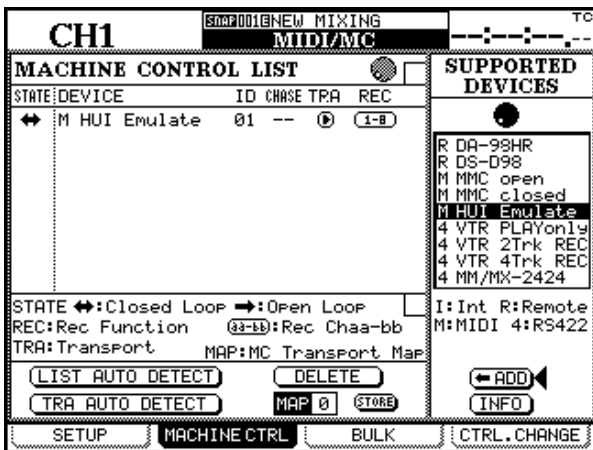 CH1
SNAP001 NEW MIXING
MIDI/MC
TC
--:--:--.--
MACHINE CONTROL LIST
STATE DEVICE ID CHASE TRA REC
M HUI Emulate 01 -- 1-8
STATE ↔:Closed Loop ➡:Open Loop
REC:Rec Function aa-bb:Rec Chaa-bb
TRA:Transport MAP:MC Transport Map
LIST AUTO DETECT DELETE
TRA AUTO DETECT MAP 0 STORE
SUPPORTED
DEVICES
R DA-98HR
R DS-D98
M MMC open
M MMC closed
M HUI Emulate
4 VTR PLAYonly
4 VTR 2Trk REC
4 VTR 4Trk REC
4 MM/MX-2424
I:Int R:Remote
M:MIDI 4:RS422
⬅ADD
INFO
SETUP MACHINE CTRL BULK CTRL.CHANGE